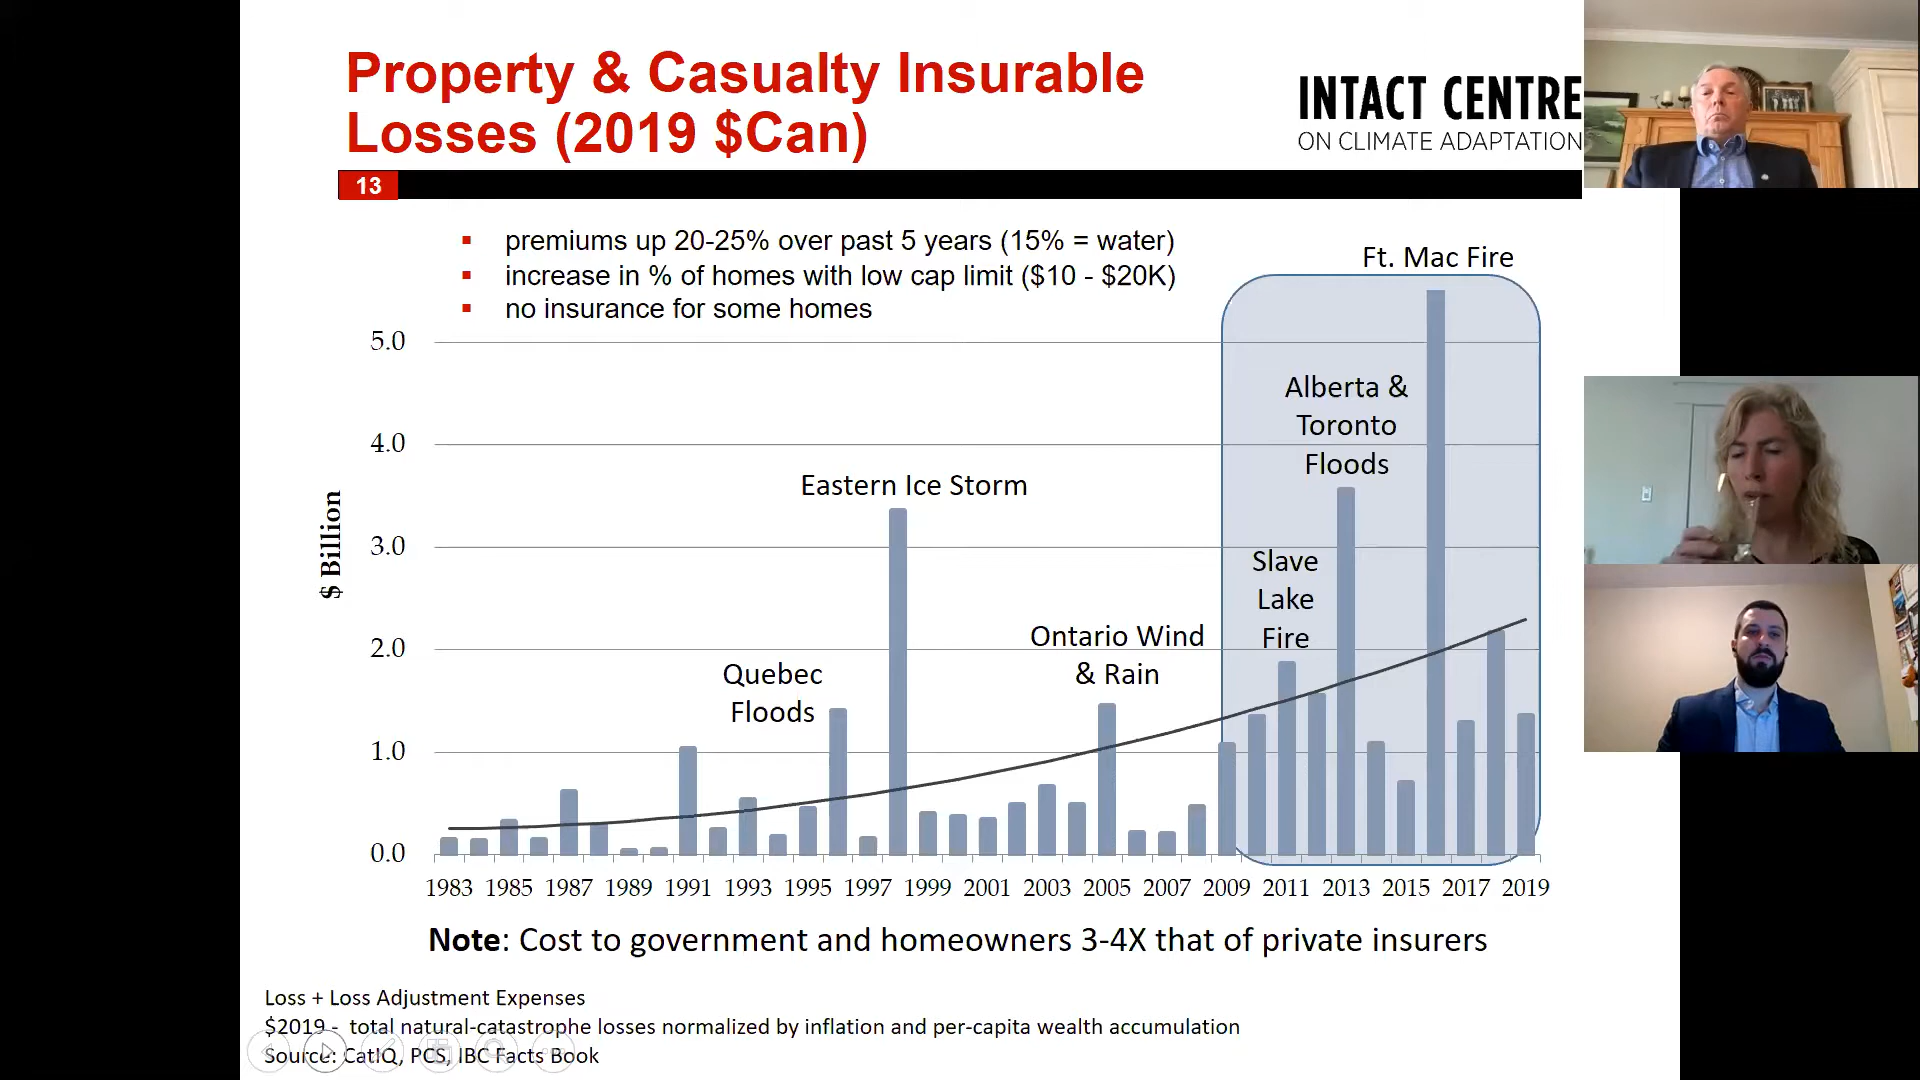 Property & Casualty Insurable
Losses (2019 $Can)
INTACT CENTRE
ON CLIMATE ADAPTATION
13
▪ premiums up 20-25% over past 5 years (15% = water)
▪ increase in % of homes with low cap limit ($10 - $20K)
▪ no insurance for some homes
Ft. Mac Fire
Alberta &
Toronto
Floods
Eastern Ice Storm
Slave
Lake
Fire
Ontario Wind
& Rain
Quebec
Floods
$ Billion
5.0
4.0
3.0
2.0
1.0
0.0
1983 1985 1987 1989 1991 1993 1995 1997 1999 2001 2003 2005 2007 2009 2011 2013 2015 2017 2019
Note: Cost to government and homeowners 3-4X that of private insurers
Loss + Loss Adjustment Expenses
$2019 - total natural-catastrophe losses normalized by inflation and per-capita wealth accumulation
Source: CatIQ, PCS, IBC Facts Book